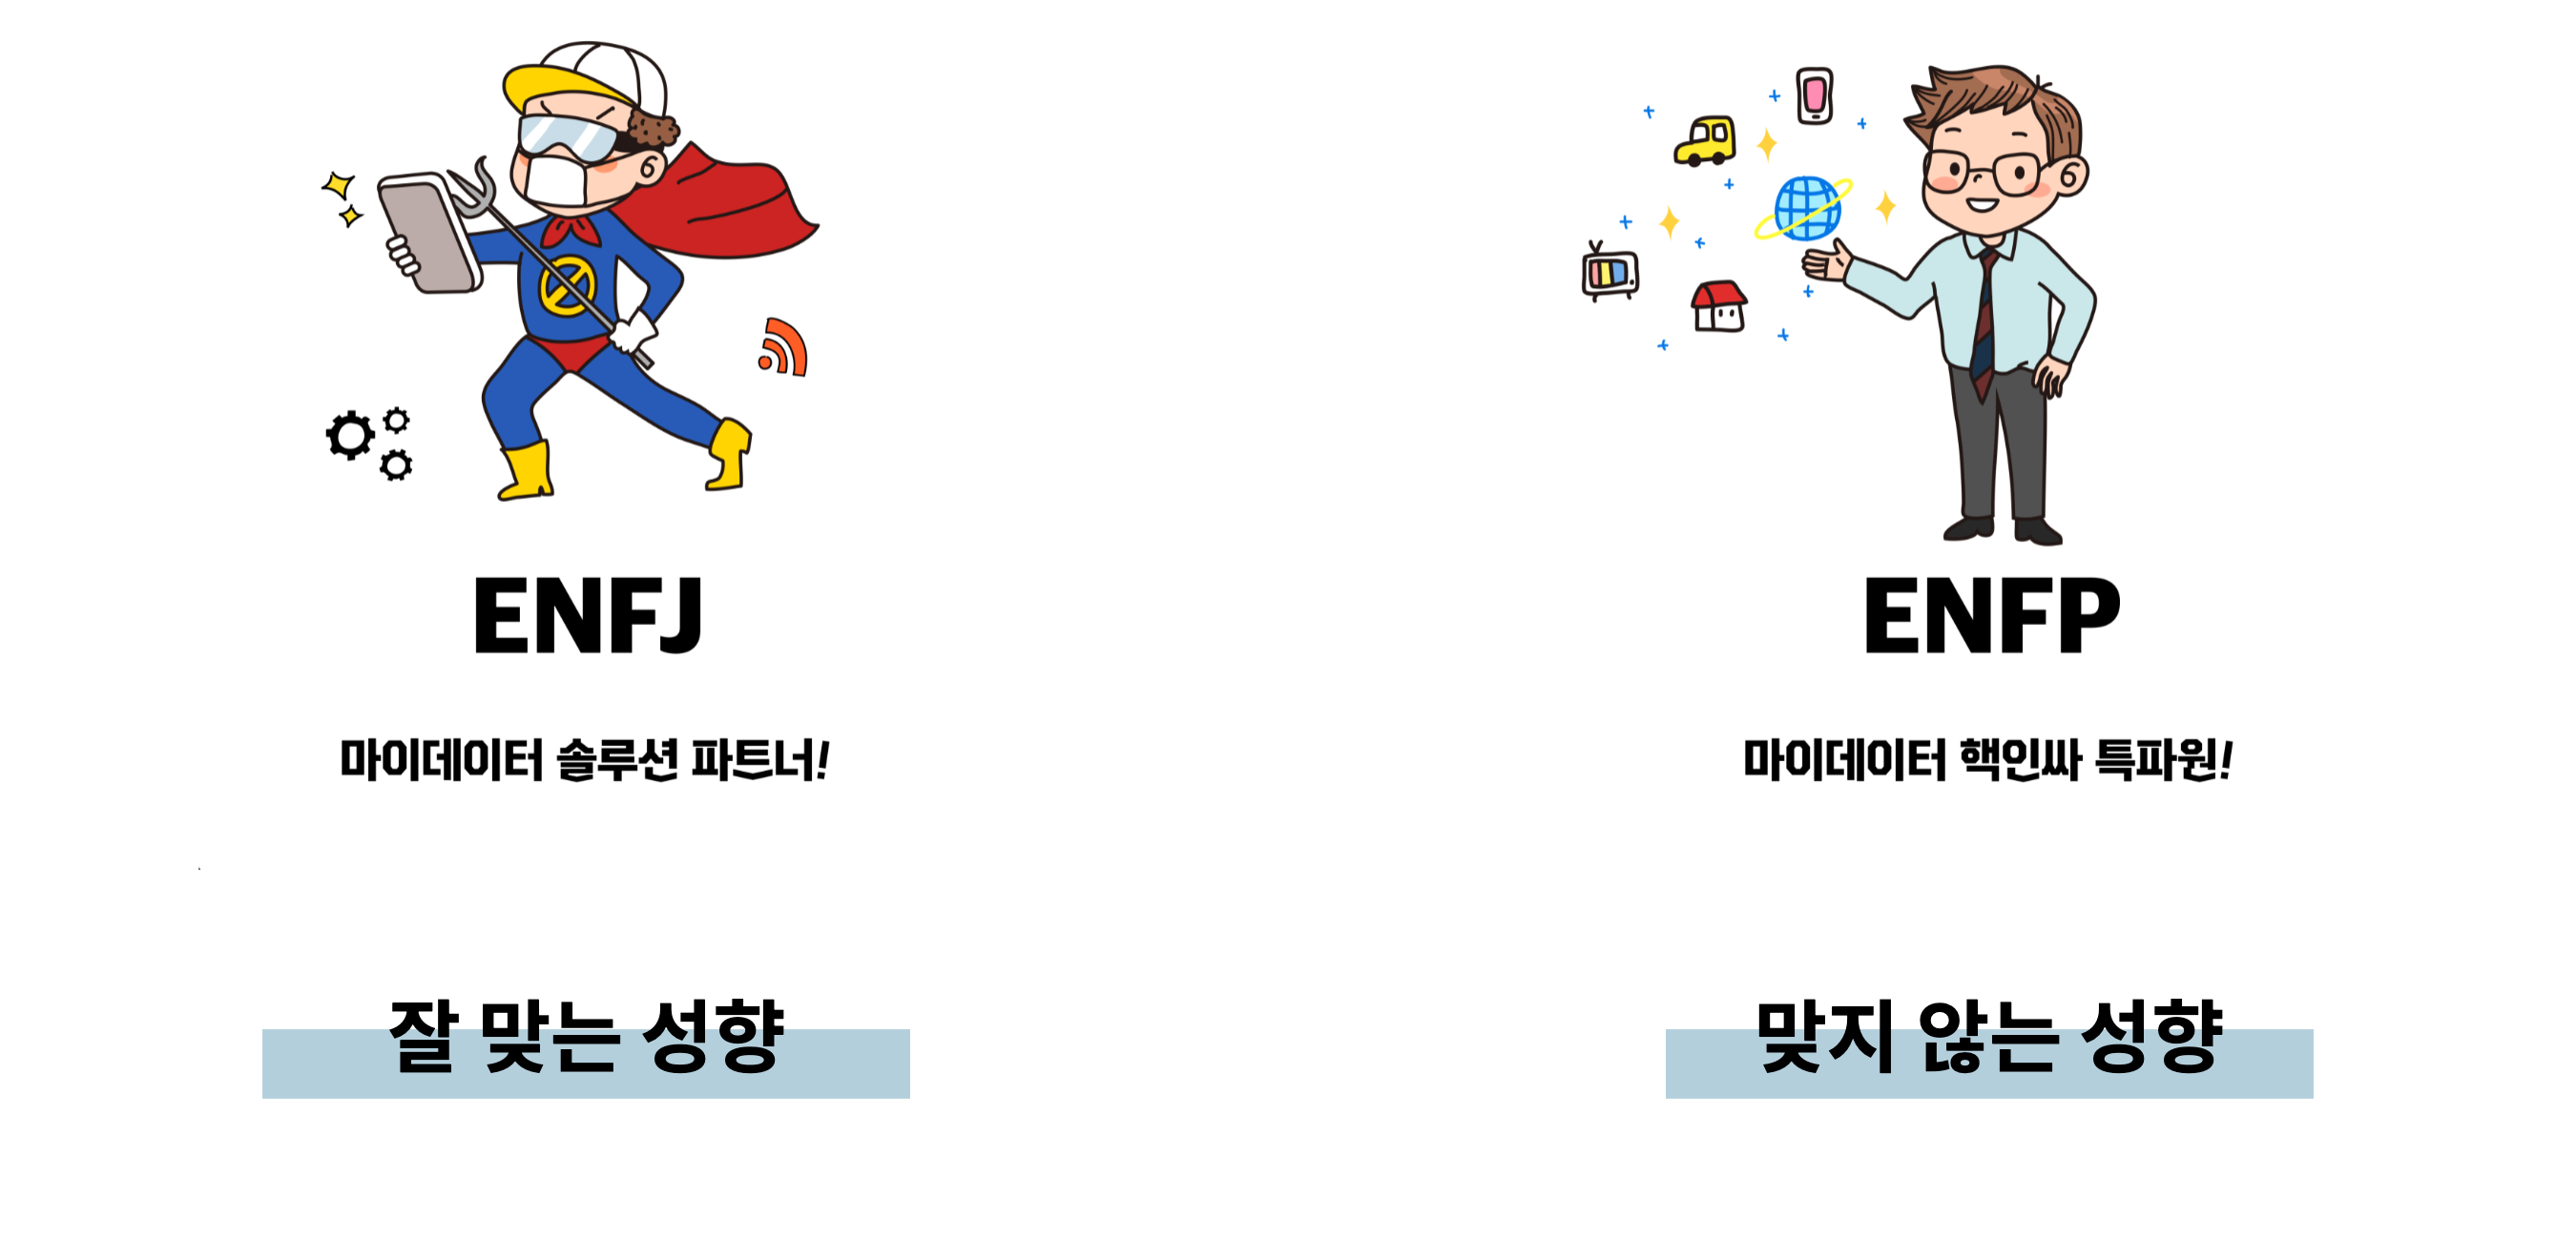 ENFJ
마이데이터 솔루션 파트너!
잘 맞는 성향
ENFP
마이데이터 핵인싸 특파원!
맞지 않는 성향